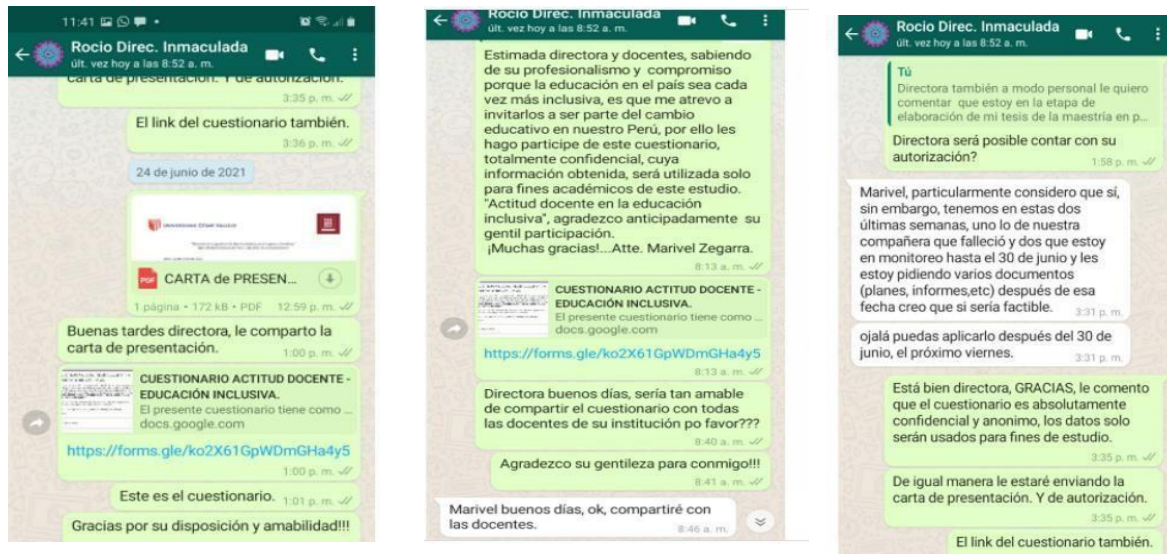 11:41
Rocio Direc. Inmaculada
últ. vez hoy a las 8:52 a. m.
carta de presentación. Y de autorización.
3:35 p. m.
El link del cuestionario también.
3:36 p. m.
24 de junio de 2021
UNIVERSIDAD CÉSAR VALLEJO
PDF
CARTA de PRESEN...
1 página • 172 kB • PDF 12:59 p. m.
Buenas tardes directora, le comparto la
carta de presentación.
1:00 p. m.
CUESTIONARIO ACTITUD DOCENTE -
EDUCACIÓN INCLUSIVA.
El presente cuestionario tiene como ...
docs.google.com
https://forms.gle/ko2X61GpWDmGHa4y5
1:00 p. m.
Este es el cuestionario. 1:01 p. m.
Gracias por su disposición y amabilidad!!!
Rocio Direc. Inmaculada
últ. vez hoy a las 8:52 a. m.
Estimada directora y docentes, sabiendo
de su profesionalismo y compromiso
porque la educación en el país sea cada
vez más inclusiva, es que me atrevo a
invitarlos a ser parte del cambio
educativo en nuestro Perú, por ello les
hago participe de este cuestionario,
totalmente confidencial, cuya
información obtenida, será utilizada solo
para fines académicos de este estudio.
"Actitud docente en la educación
inclusiva", agradezco anticipadamente su
gentil participación.
¡Muchas gracias!...Atte. Marivel Zegarra.
8:13 a. m.
CUESTIONARIO ACTITUD DOCENTE -
EDUCACIÓN INCLUSIVA.
El presente cuestionario tiene como ...
docs.google.com
https://forms.gle/ko2X61GpWDmGHa4y5
8:13 a. m.
Directora buenos días, sería tan amable
de compartir el cuestionario con todas
las docentes de su institución po favor???
8:40 a. m.
Agradezco su gentileza para conmigo!!!
8:41 a. m.
Marivel buenos días, ok, compartiré con
las docentes.
8:46 a. m.
Rocio Direc. Inmaculada
últ. vez hoy a las 8:52 a. m.
Tú
Directora también a modo personal le quiero
comentar que estoy en la etapa de
elaboración de mi tesis de la maestría en p...
Directora será posible contar con su
autorización?
1:58 p. m.
Marivel, particularmente considero que sí,
sin embargo, tenemos en estas dos
últimas semanas, uno lo de nuestra
compañera que falleció y dos que estoy
en monitoreo hasta el 30 de junio y les
estoy pidiendo varios documentos
(planes, informes,etc) después de esa
fecha creo que si sería factible.
3:31 p. m.
ojalá puedas aplicarlo después del 30 de
junio, el próximo viernes.
3:31 p. m.
Está bien directora, GRACIAS, le comento
que el cuestionario es absolutamente
confidencial y anonimo, los datos solo
serán usados para fines de estudio.
3:35 p. m.
De igual manera le estaré enviando la
carta de presentación. Y de autorización.
3:35 p. m.
El link del cuestionario también.